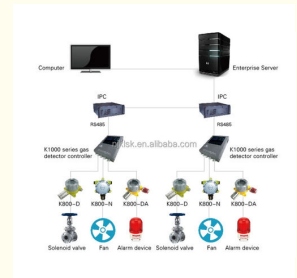 Computer
Enterprise Server
IPC
IPC
RS485
RS485
K1000 series gas
detector controller
K1000 series gas
detector controller
K800-D
K800-N
K800-DA
K800-D
K800-N
K800-DA
Solenoid valve
Fan
Alarm device
Solenoid valve
Fan
Alarm device